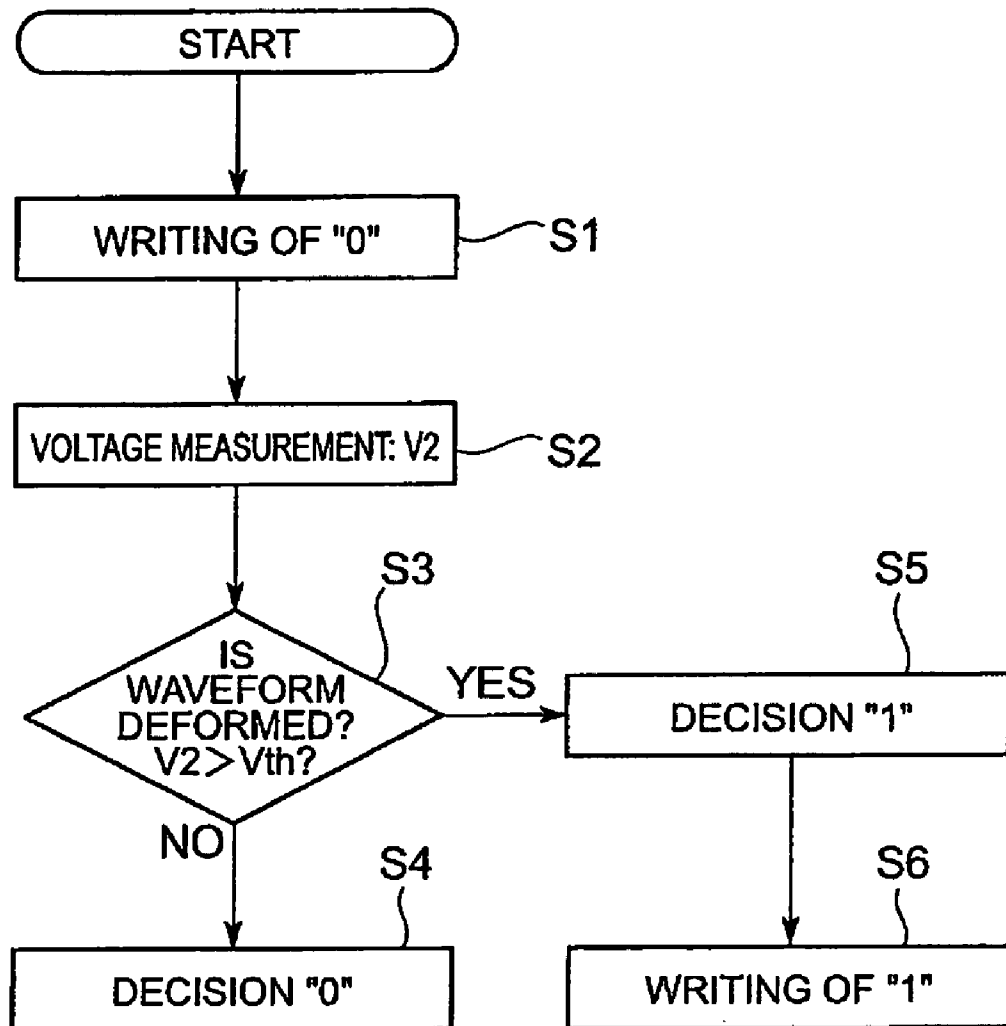 START
WRITING OF "0"
S1
VOLTAGE MEASUREMENT: V2
S2
S3
IS
WAVEFORM
DEFORMED?
V2>Vth?
YES
NO
S5
DECISION "1"
S4
DECISION "0"
S6
WRITING OF "1"